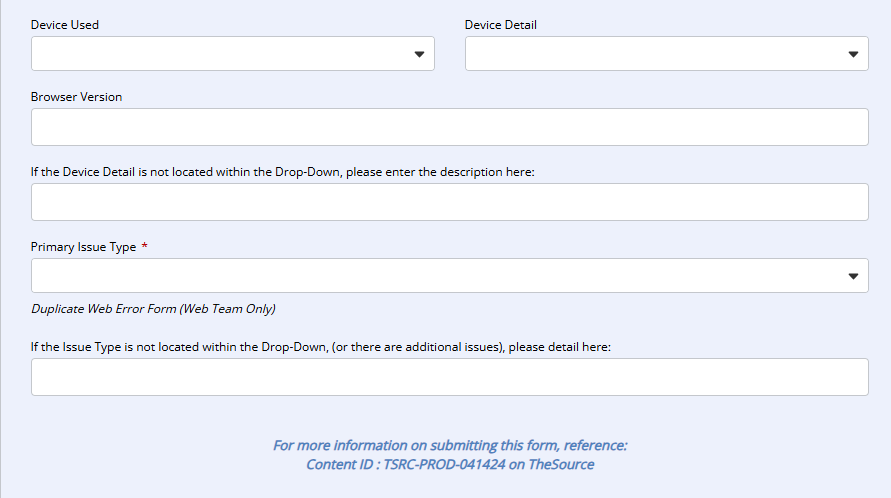 Device Used
Device Detail
Browser Version
If the Device Detail is not located within the Drop-Down, please enter the description here:
Primary Issue Type *
Duplicate Web Error Form (Web Team Only)
If the Issue Type is not located within the Drop-Down, (or there are additional issues), please detail here:
For more information on submitting this form, reference:
Content ID : TSRC-PROD-041424 on TheSource